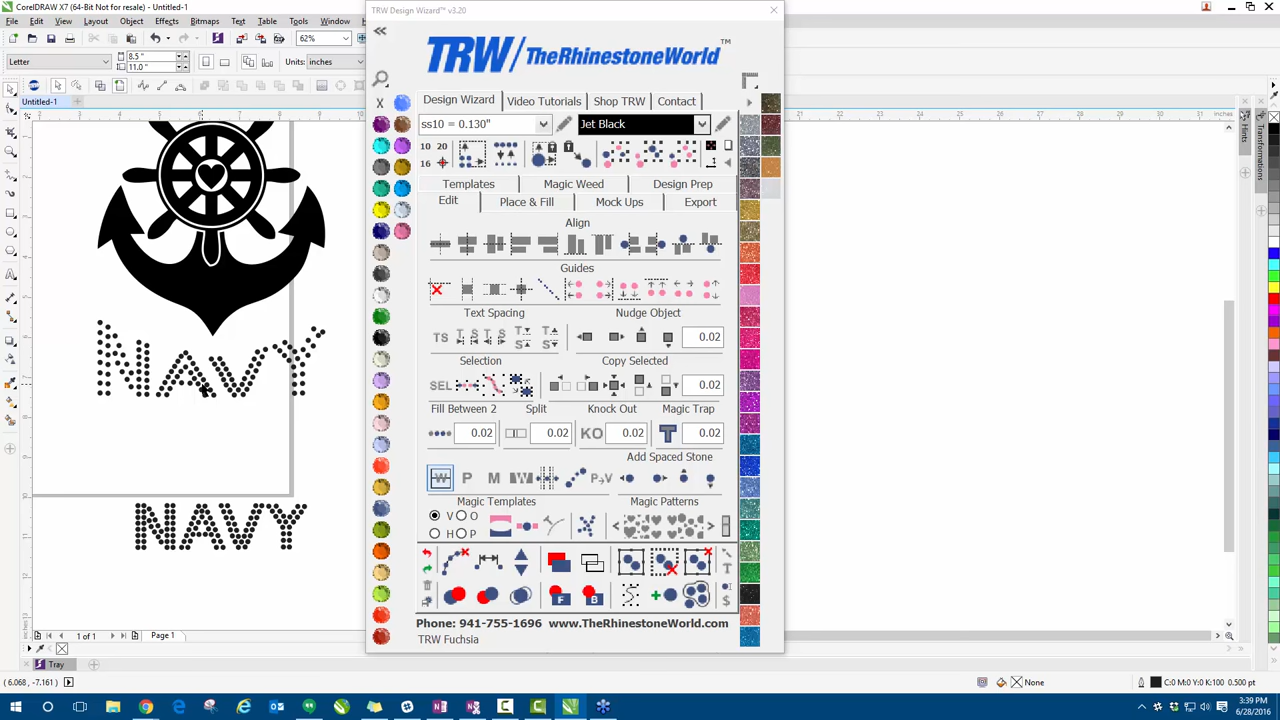 CorelDRAW X7 (64-Bit Not for resale) - Untitled-1
TRW Design Wizard™ v3.20
File Edit View Layout Object Effects Bitmaps Text Table Tools Window
62%
TRW/TheRhinestoneWorld™
Letter
8.5 "
11.0 "
Units: inches
Untitled-1
Design Wizard Video Tutorials Shop TRW Contact
inches
X
ss10 = 0.130"
Jet Black
10 20
16
Templates Magic Weed Design Prep
Edit Place & Fill Mock Ups Export
Align
Guides
Text Spacing Nudge Object
TS 0.02
Selection Copy Selected
SEL 0.02
Fill Between 2 Split Knock Out Magic Trap
0.02 0.02 KO 0.02 T 0.02
Add Spaced Stone
W P M W P→V
Magic Templates Magic Patterns
V O
H P
Phone: 941-755-1696 www.TheRhinestoneWorld.com
TRW Fuchsia
NAVY
NAVY
Hints
Transformations
1 of 1
Page 1
Tray
(6.068, -7.161)
None
C:0 M:0 Y:0 K:100 0.500 pt
3:39 PM
6/28/2016